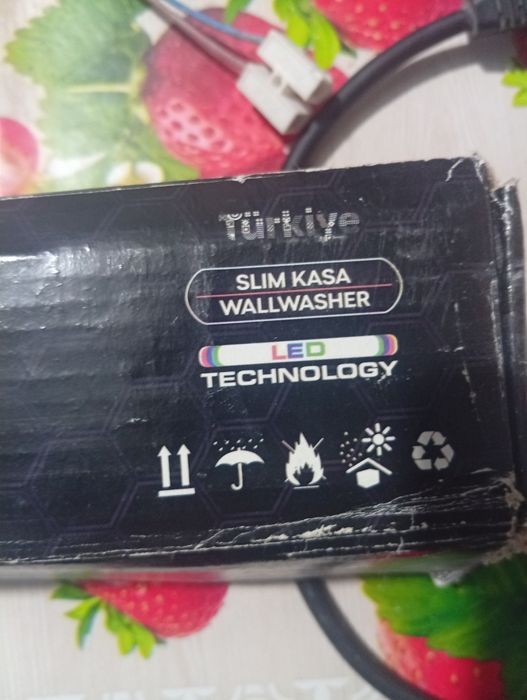 Türkiye
SLIM KASA
WALLWASHER
LED
TECHNOLOGY